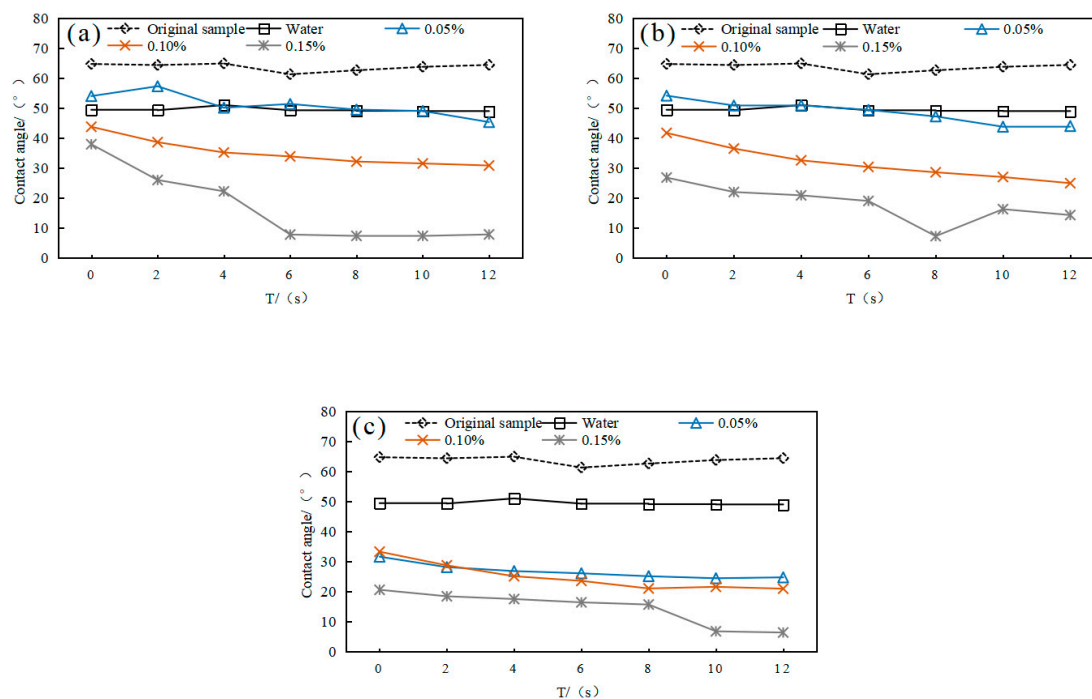 80
70
60
50
40
30
20
10
0
Contact angle/（°）
(a)
Original sample
Water
0.05%
0.10%
0.15%
0 2 4 6 8 10 12
T/（s）
80
70
60
50
40
30
20
10
0
Contact angle/（°）
(b)
Original sample
Water
0.05%
0.10%
0.15%
0 2 4 6 8 10 12
T（s）
80
70
60
50
40
30
20
10
0
Contact angle/（°）
(c)
Original sample
Water
0.05%
0.10%
0.15%
0 2 4 6 8 10 12
T/（s）